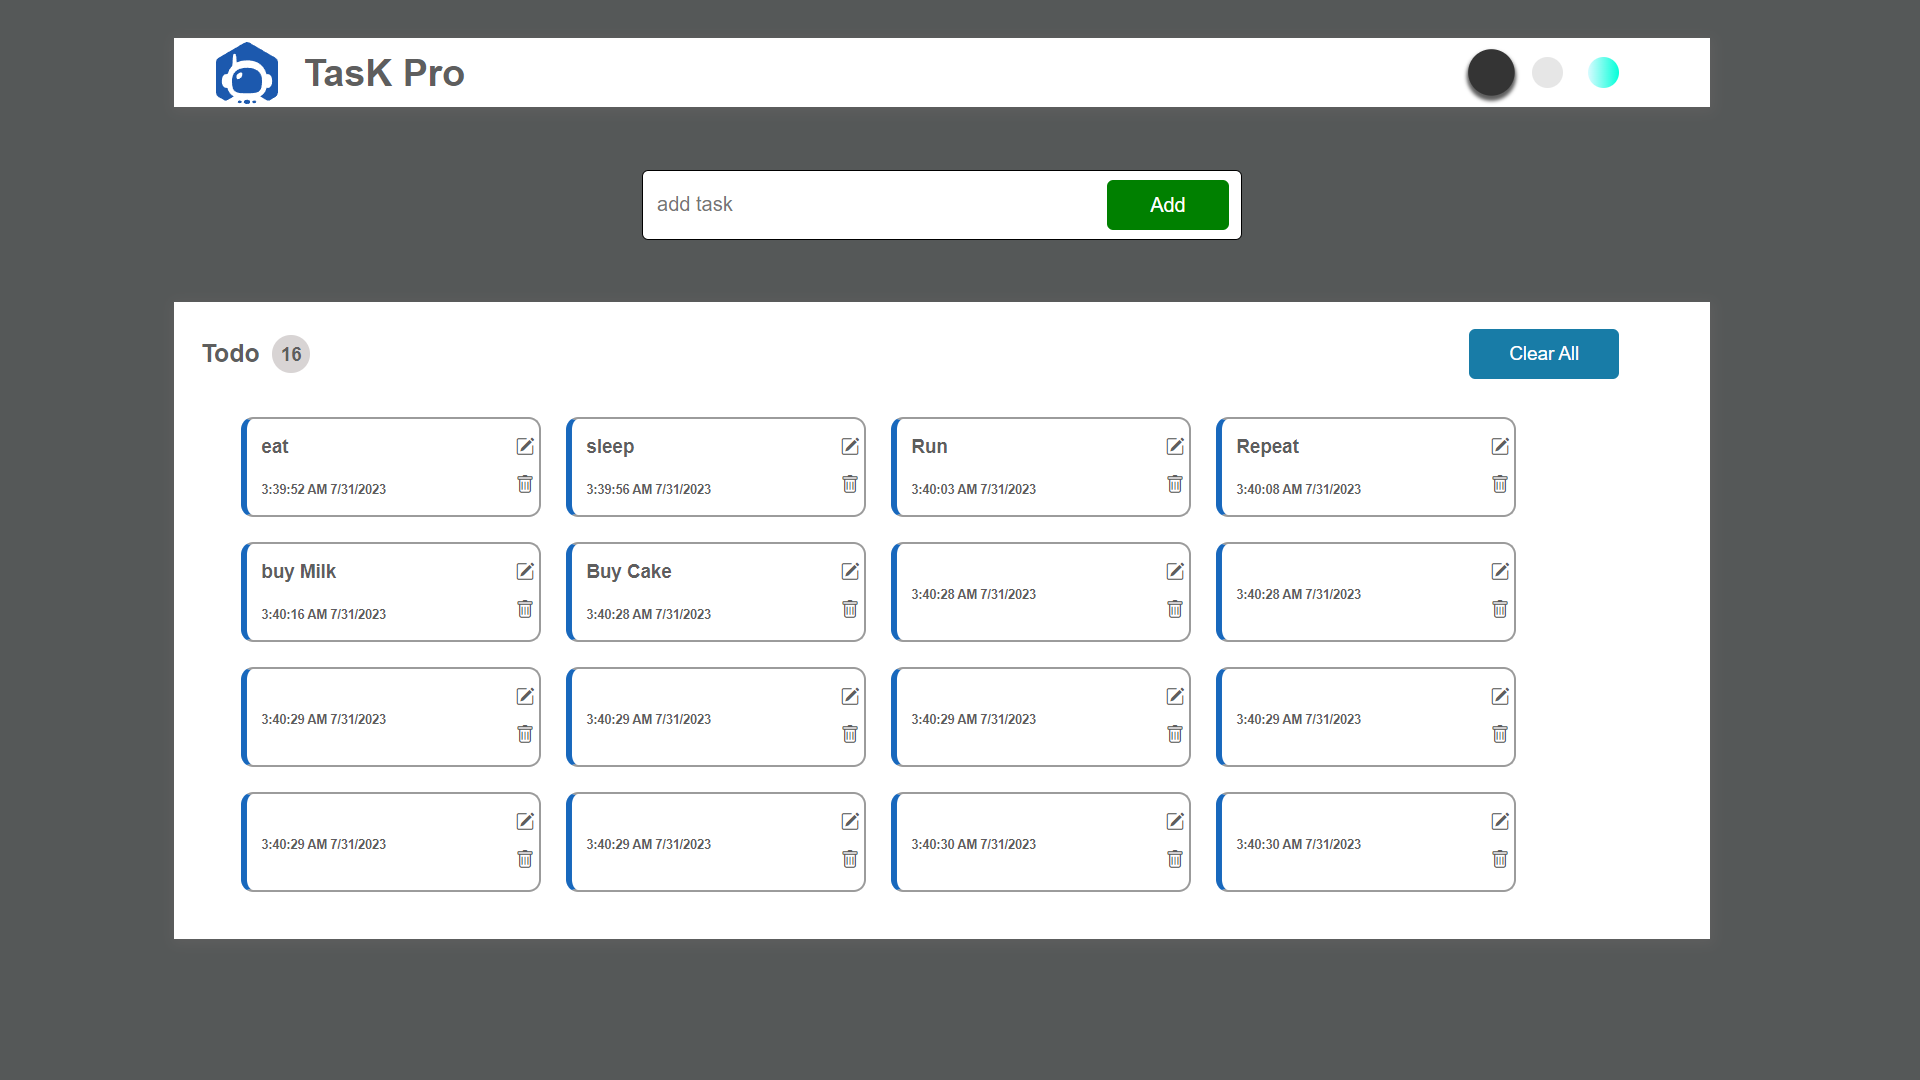 TasK Pro
add task
Add
Todo 16
Clear All
eat
3:39:52 AM 7/31/2023
sleep
3:39:56 AM 7/31/2023
Run
3:40:03 AM 7/31/2023
Repeat
3:40:08 AM 7/31/2023
buy Milk
3:40:16 AM 7/31/2023
Buy Cake
3:40:28 AM 7/31/2023
3:40:28 AM 7/31/2023
3:40:28 AM 7/31/2023
3:40:29 AM 7/31/2023
3:40:29 AM 7/31/2023
3:40:29 AM 7/31/2023
3:40:29 AM 7/31/2023
3:40:29 AM 7/31/2023
3:40:29 AM 7/31/2023
3:40:30 AM 7/31/2023
3:40:30 AM 7/31/2023